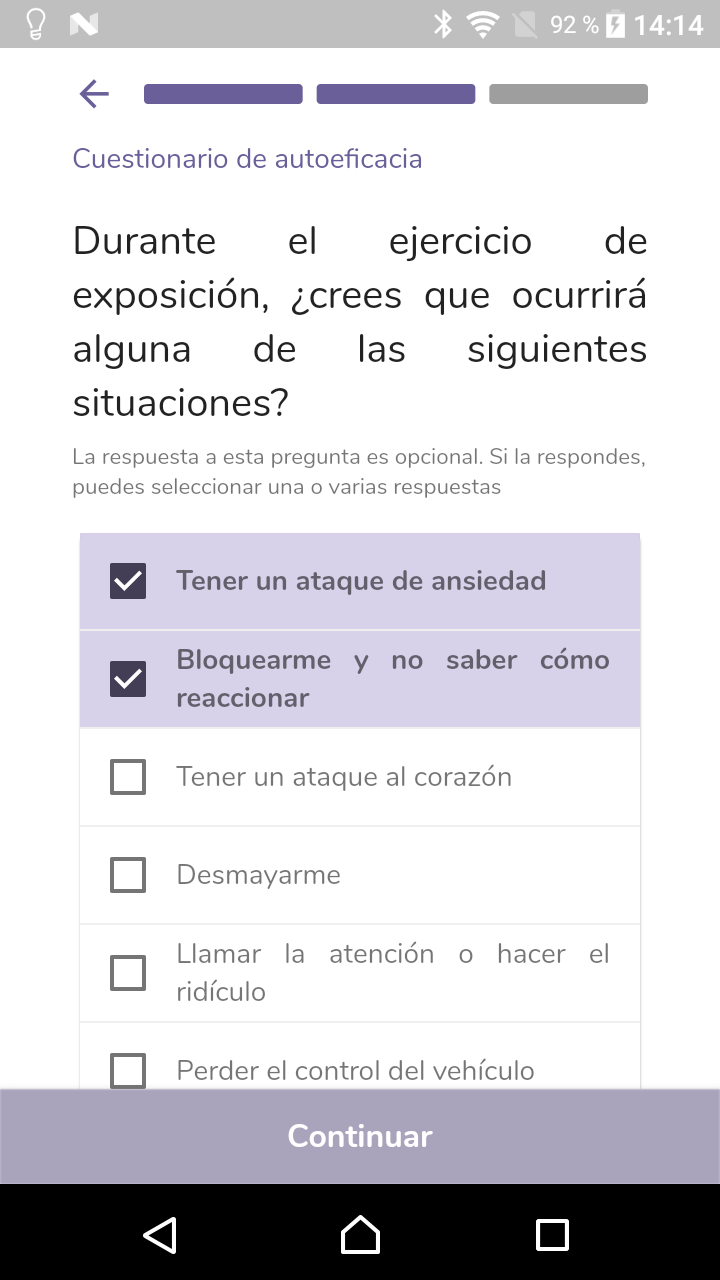 92 % 14:14
Cuestionario de autoeficacia
Durante el ejercicio de
exposición, ¿crees que ocurrirá
alguna de las siguientes
situaciones?
La respuesta a esta pregunta es opcional. Si la respondes,
puedes seleccionar una o varias respuestas
Tener un ataque de ansiedad
Bloquearme y no saber cómo
reaccionar
Tener un ataque al corazón
Desmayarme
Llamar la atención o hacer el
ridículo
Perder el control del vehículo
Continuar